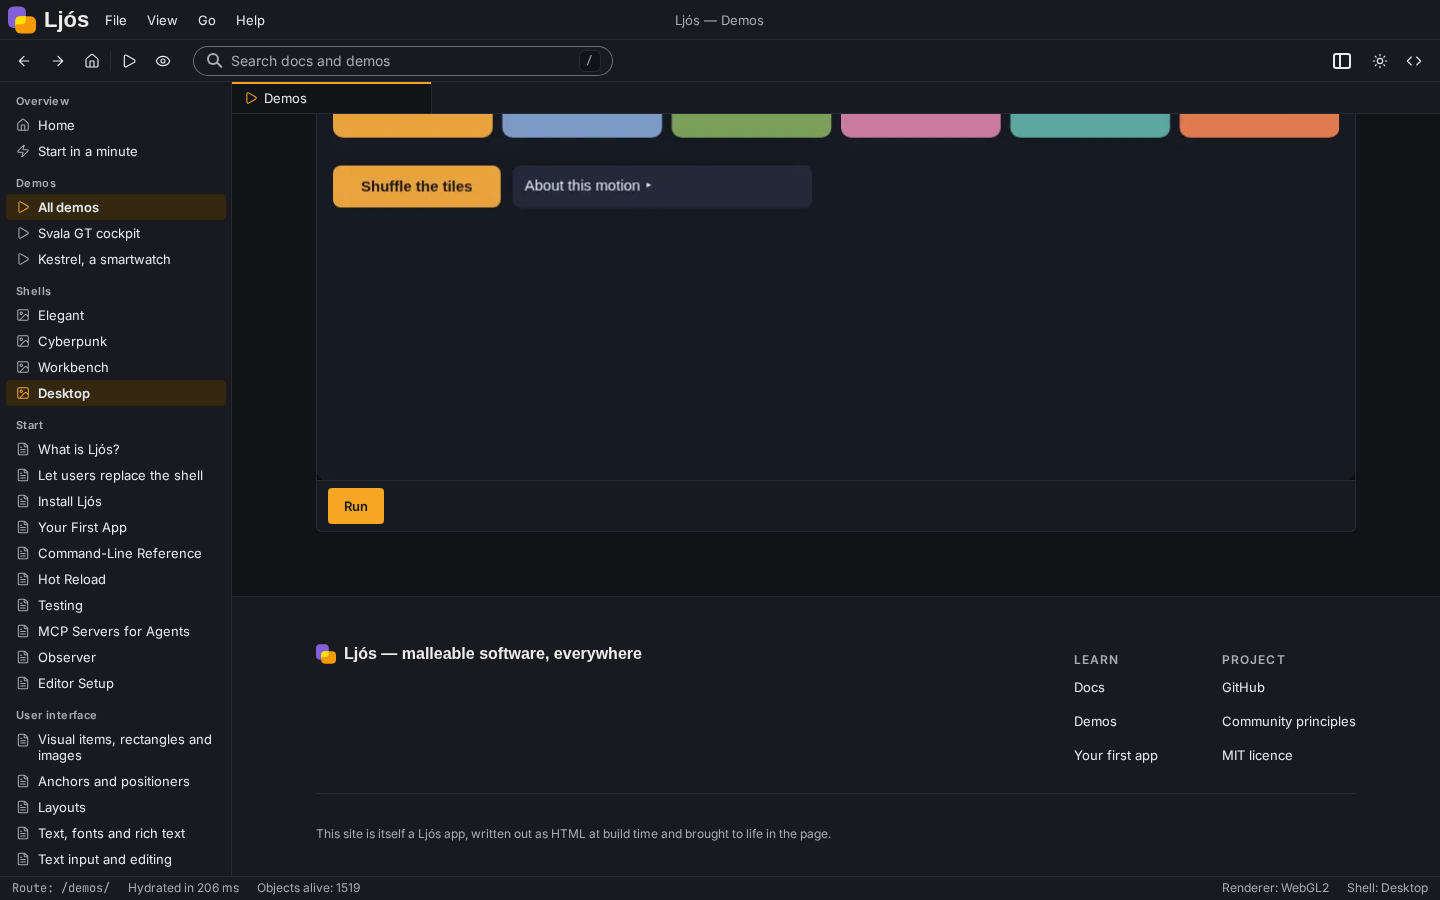 Ljós
File
View
Go
Help
Ljós — Demos
Search docs and demos
/
Overview
Home
Start in a minute
Demos
All demos
Svala GT cockpit
Kestrel, a smartwatch
Shells
Elegant
Cyberpunk
Workbench
Desktop
Start
What is Ljós?
Let users replace the shell
Install Ljós
Your First App
Command-Line Reference
Hot Reload
Testing
MCP Servers for Agents
Observer
Editor Setup
User interface
Visual items, rectangles and
images
Anchors and positioners
Layouts
Text, fonts and rich text
Text input and editing
Demos
Shuffle the tiles
About this motion ‣
Run
Ljós — malleable software, everywhere
LEARN
Docs
Demos
Your first app
PROJECT
GitHub
Community principles
MIT licence
This site is itself a Ljós app, written out as HTML at build time and brought to life in the page.
Route: /demos/
Hydrated in 206 ms
Objects alive: 1519
Renderer: WebGL2
Shell: Desktop